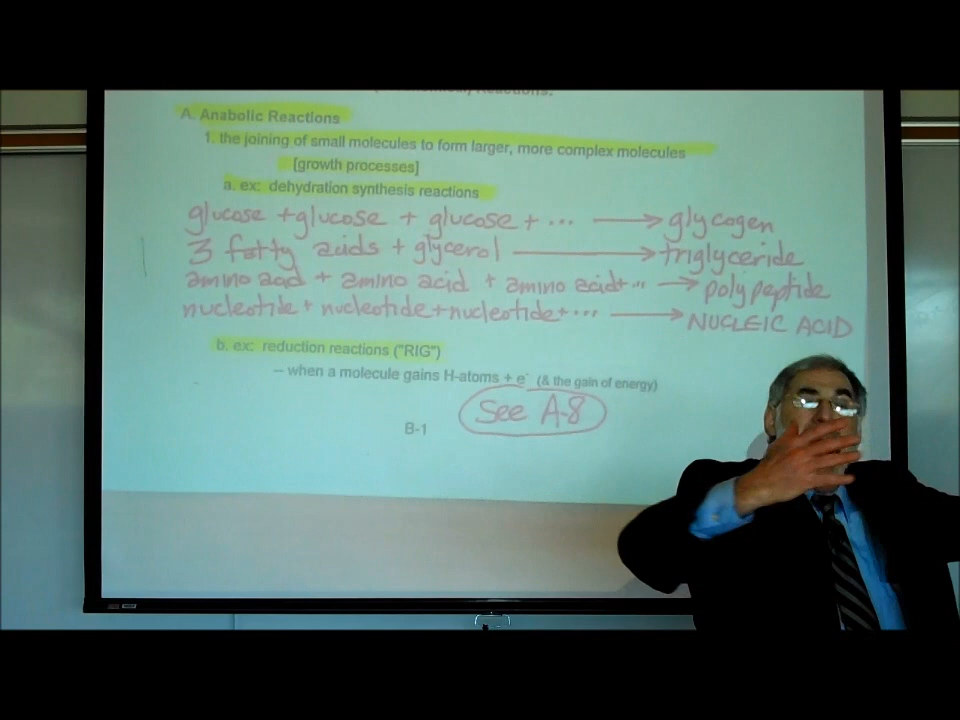 Reactions:
A. Anabolic Reactions
1. the joining of small molecules to form larger, more complex molecules
[growth processes]
a. ex: dehydration synthesis reactions
glucose + glucose + glucose + ... → glycogen
3 fatty acids + glycerol → triglyceride
amino acid + amino acid + amino acid + ... → polypeptide
nucleotide + nucleotide + nucleotide + ... → NUCLEIC ACID
b. ex: reduction reactions ("RIG")
– when a molecule gains H-atoms + e⁻ (& the gain of energy)
See A-8
B-1